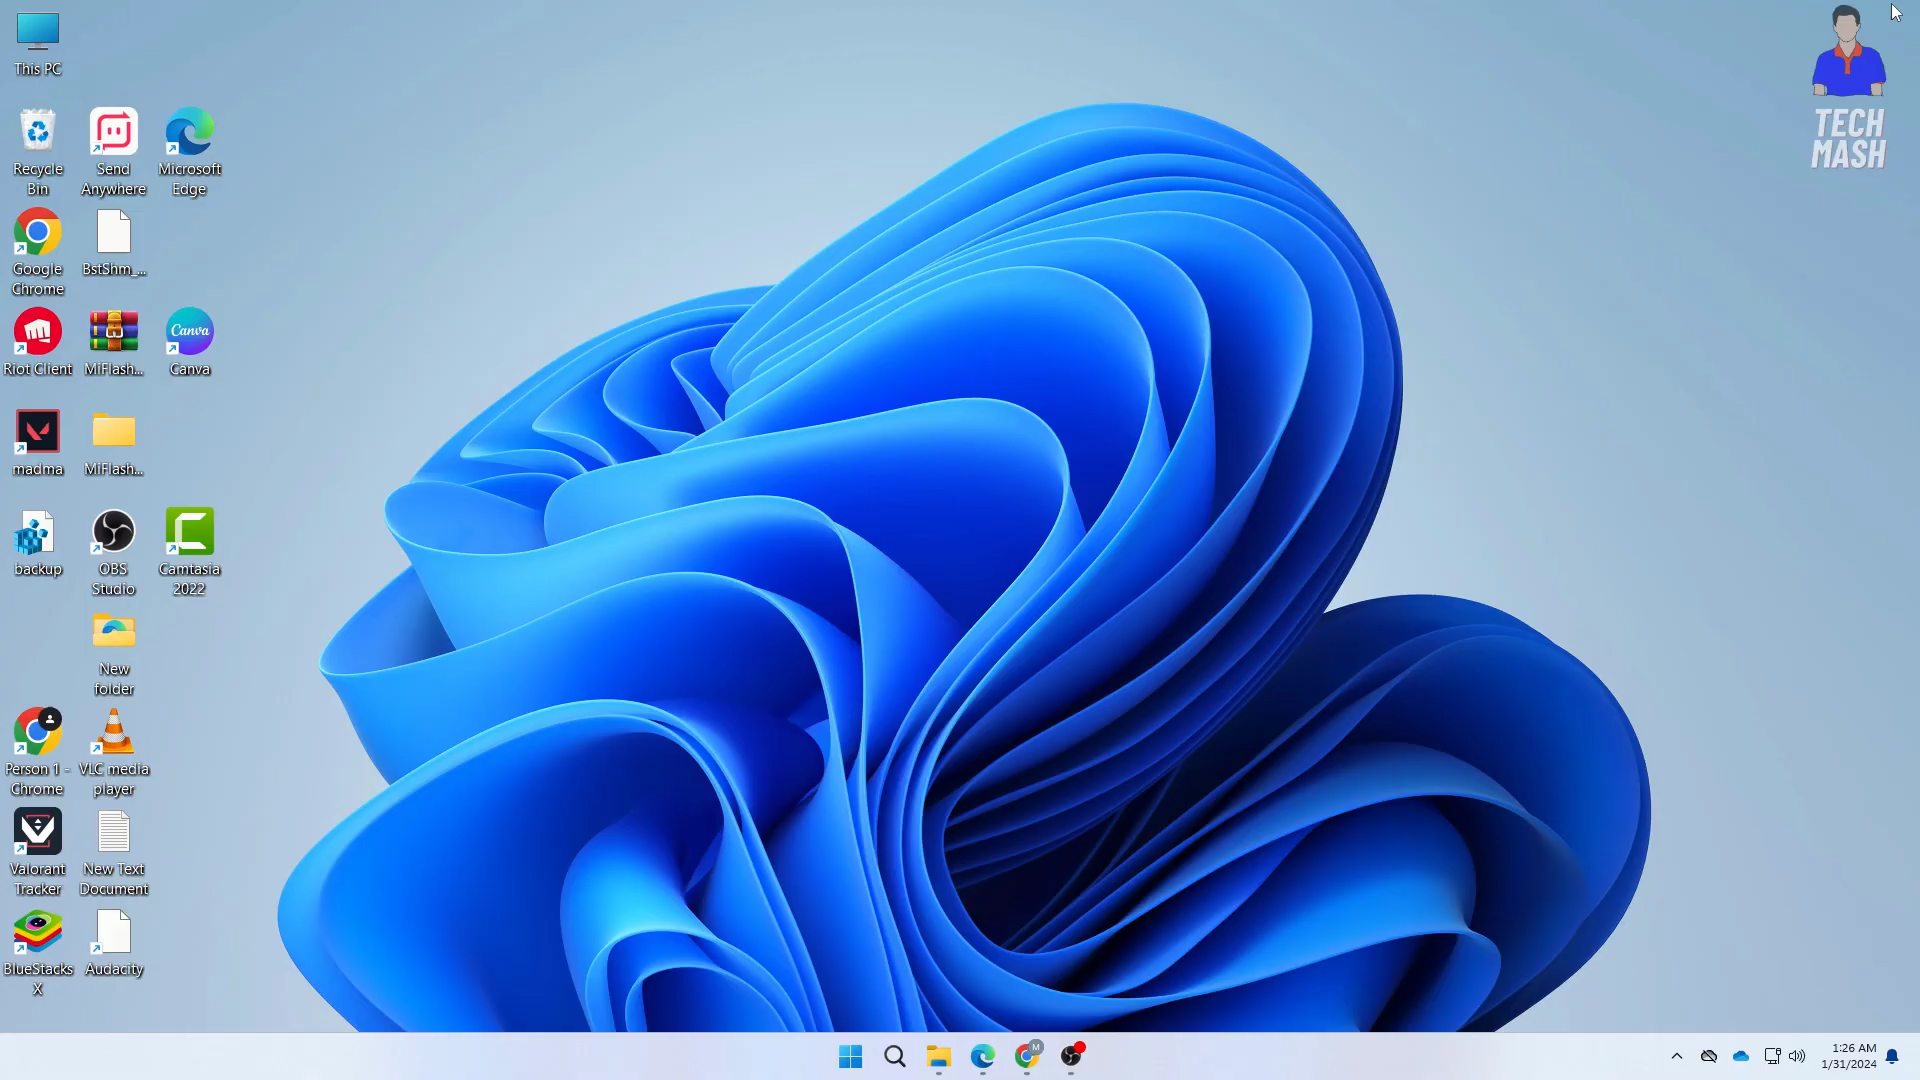 This PC
Recycle
Bin
Send
Anywhere
Microsoft
Edge
Google
Chrome
BstShm_...
Riot Client
MiFlash...
Canva
Canva
madma
MiFlash...
backup
OBS
Studio
Camtasia
2022
New
folder
Person 1 -
Chrome
VLC media
player
Valorant
Tracker
New Text
Document
BlueStacks
X
Audacity
TECH
MASH
M
1:26 AM
1/31/2024